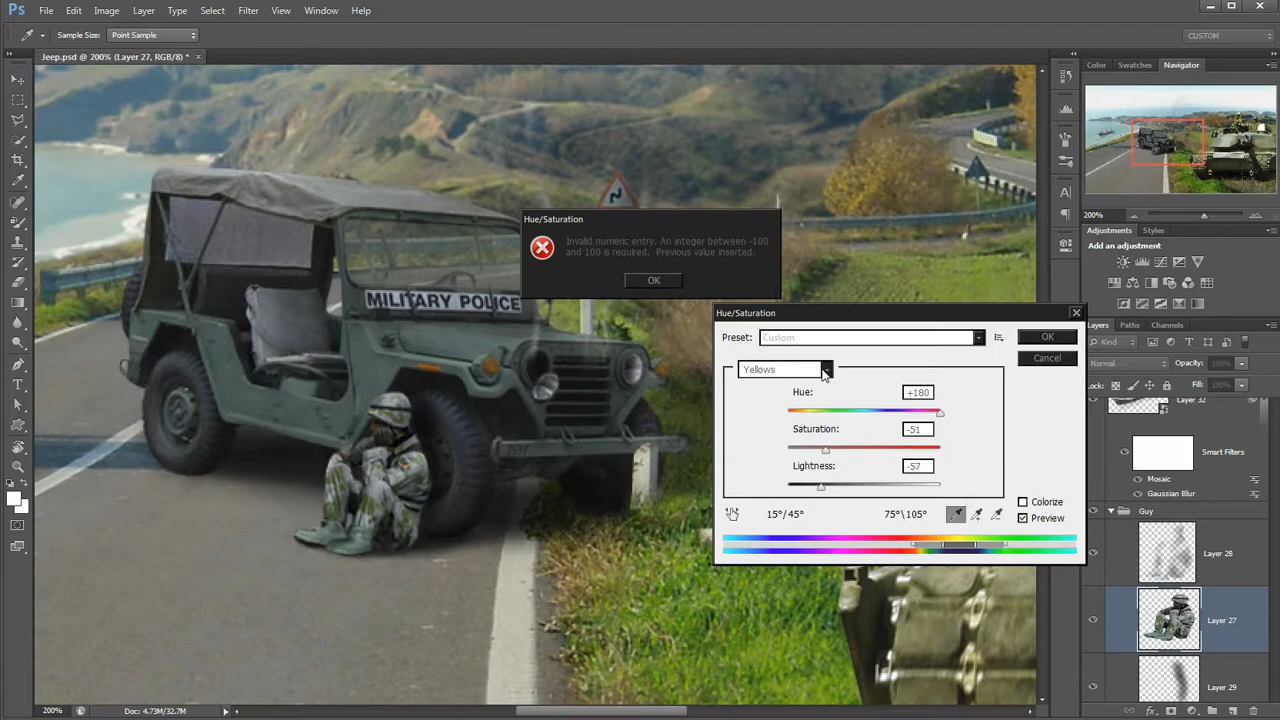 Ps File Edit Image Layer Type Select Filter View Window Help
Sample Size: Point Sample
CUSTOM
Jeep.psd @ 200% (Layer 27, RGB/8) * ×
Color Swatches Navigator
MILITARY POLICE
Hue/Saturation
Invalid numeric entry. An integer between -100
and 100 is required. Previous value inserted.
OK
200%
Adjustments Styles
Add an adjustment
Hue/Saturation
Preset: Custom OK
Cancel
Yellows
Hue: +180
Saturation: -51
Lightness: -57
Colorize
Preview
15°/45° 75°\105°
Layers Paths Channels
Kind
Normal Opacity:
Lock: Fill:
Layer 32
Smart Filters
Mosaic
Gaussian Blur
Guy
Layer 28
Layer 27
Layer 29
200% Doc: 4.73M/32.7M